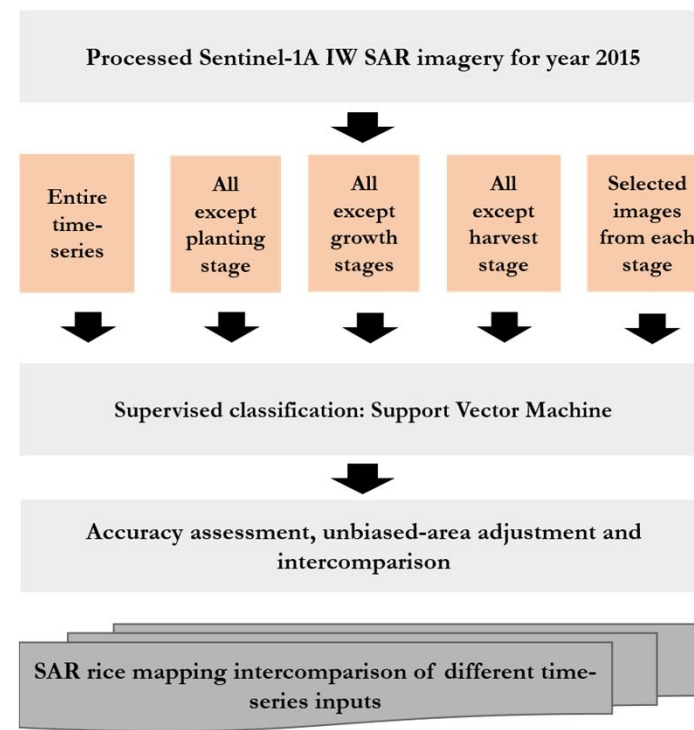 Processed Sentinel-1A IW SAR imagery for year 2015
Entire
time-
series
All
except
planting
stage
All
except
growth
stages
All
except
harvest
stage
Selected
images
from each
stage
Supervised classification: Support Vector Machine
Accuracy assessment, unbiased-area adjustment and
intercomparison
SAR rice mapping intercomparison of different time-
series inputs